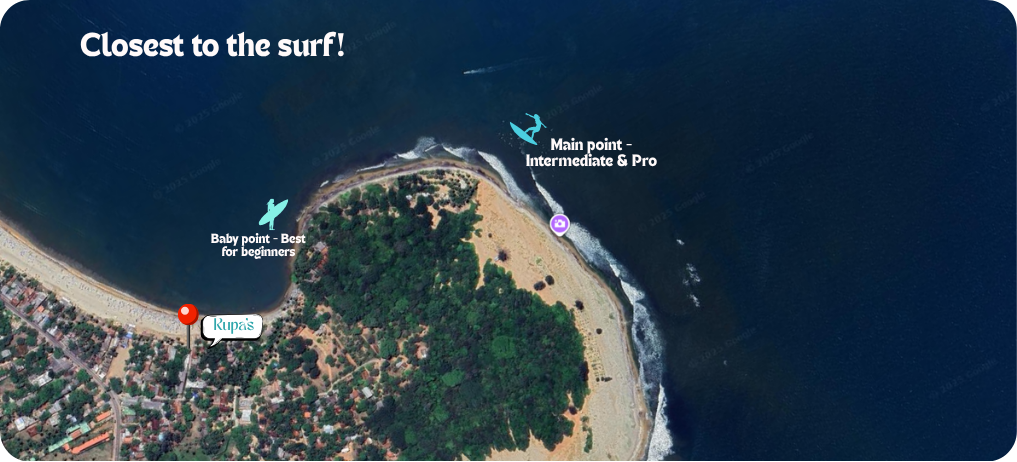 Closest to the surf!
Main point -
Intermediate & Pro
Baby point - Best
for beginners
Rupa's